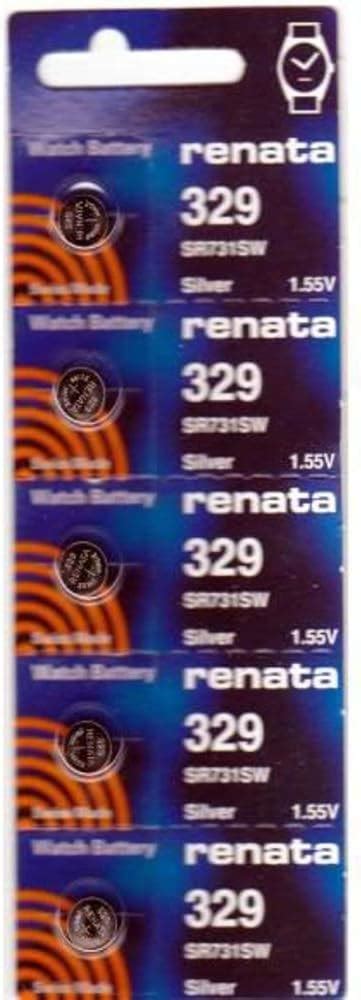 Watch Battery
renata
329
SR731SW
Silver 1.55V
Swiss Made
Watch Battery
renata
329
SR731SW
Silver 1.55V
Swiss Made
Watch Battery
renata
329
SR731SW
Silver 1.55V
Swiss Made
Watch Battery
renata
329
SR731SW
Silver 1.55V
Swiss Made
Watch Battery
renata
329
SR731SW
Silver 1.55V